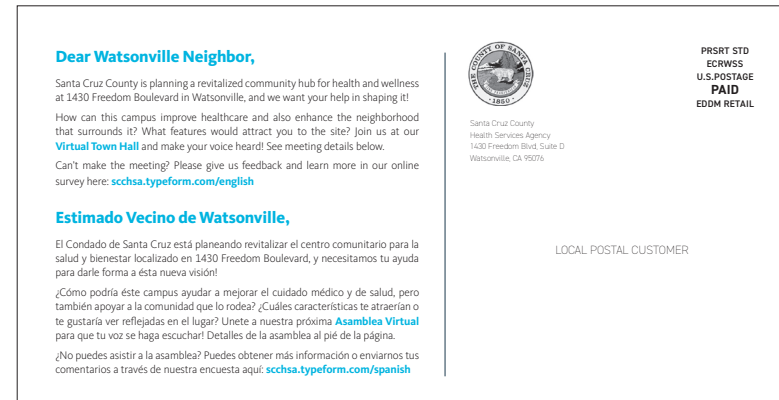 Dear Watsonville Neighbor,
Santa Cruz County is planning a revitalized community hub for health and wellness
at 1430 Freedom Boulevard in Watsonville, and we want your help in shaping it!
How can this campus improve healthcare and also enhance the neighborhood
that surrounds it? What features would attract you to the site? Join us at our
Virtual Town Hall and make your voice heard! See meeting details below.
Can't make the meeting? Please give us feedback and learn more in our online
survey here: scchsa.typeform.com/english
Estimado Vecino de Watsonville,
El Condado de Santa Cruz está planeando revitalizar el centro comunitario para la
salud y bienestar localizado en 1430 Freedom Boulevard, y necesitamos tu ayuda
para darle forma a ésta nueva visión!
¿Cómo podría éste campus ayudar a mejorar el cuidado médico y de salud, pero
también apoyar a la comunidad que lo rodea? ¿Cuáles características te atraerían o
te gustaría ver reflejadas en el lugar? Unete a nuestra próxima Asamblea Virtual
para que tu voz se haga escuchar! Detalles de la asamblea al pié de la página.
¿No puedes asistir a la asamblea? Puedes obtener más información o enviarnos tus
comentarios a través de nuestra encuesta aquí: scchsa.typeform.com/spanish
THE COUNTY OF SANTA CRUZ
1850
Santa Cruz County
Health Services Agency
1430 Freedom Blvd, Suite D
Watsonville, CA 95076
PRSRT STD
ECRWSS
U.S.POSTAGE
PAID
EDDM RETAIL
LOCAL POSTAL CUSTOMER